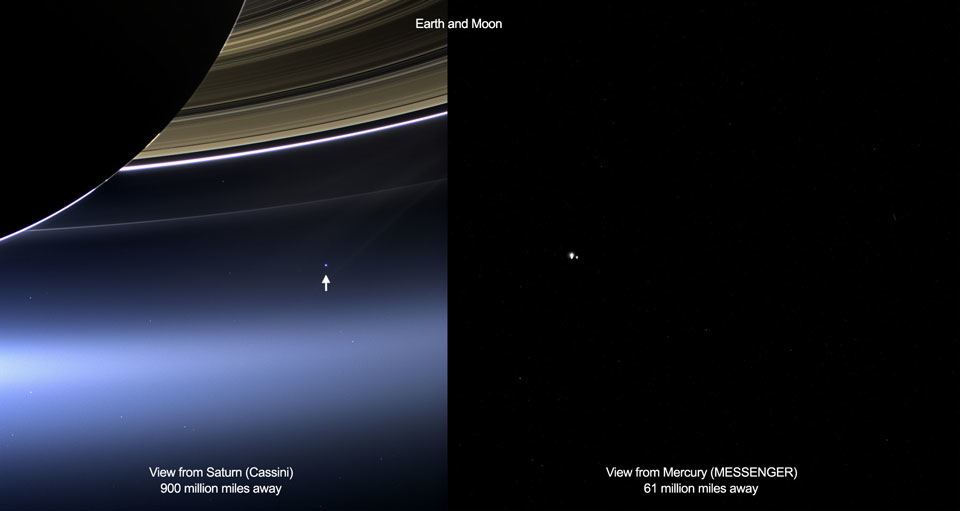 Earth and Moon
View from Saturn (Cassini)
900 million miles away
View from Mercury (MESSENGER)
61 million miles away